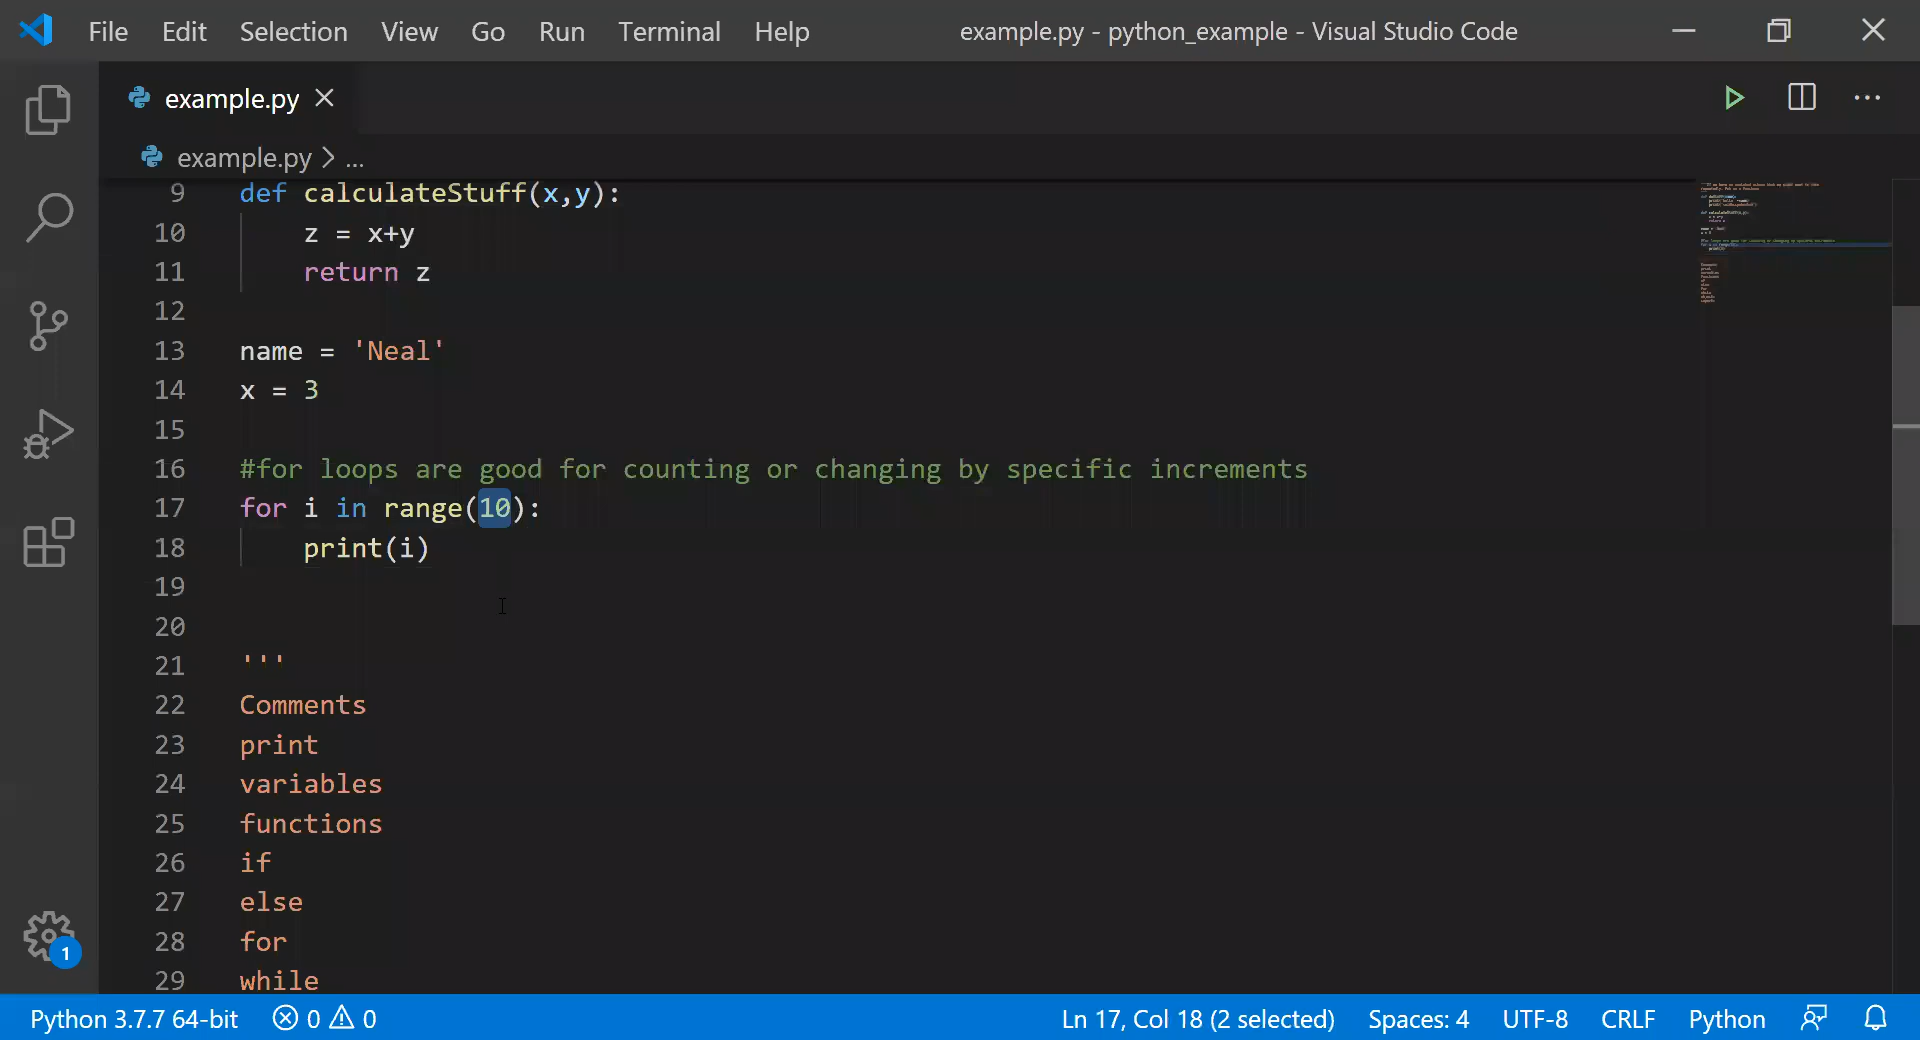 File Edit Selection View Go Run Terminal Help example.py - python_example - Visual Studio Code
example.py
example.py > ...
9 def calculateStuff(x,y):
10 z = x+y
11 return z
12
13 name = 'Neal'
14 x = 3
15
16 #for loops are good for counting or changing by specific increments
17 for i in range(10):
18 print(i)
19
20
21 '''
22 Comments
23 print
24 variables
25 functions
26 if
27 else
28 for
29 while
1
Python 3.7.7 64-bit 0 0 Ln 17, Col 18 (2 selected) Spaces: 4 UTF-8 CRLF Python